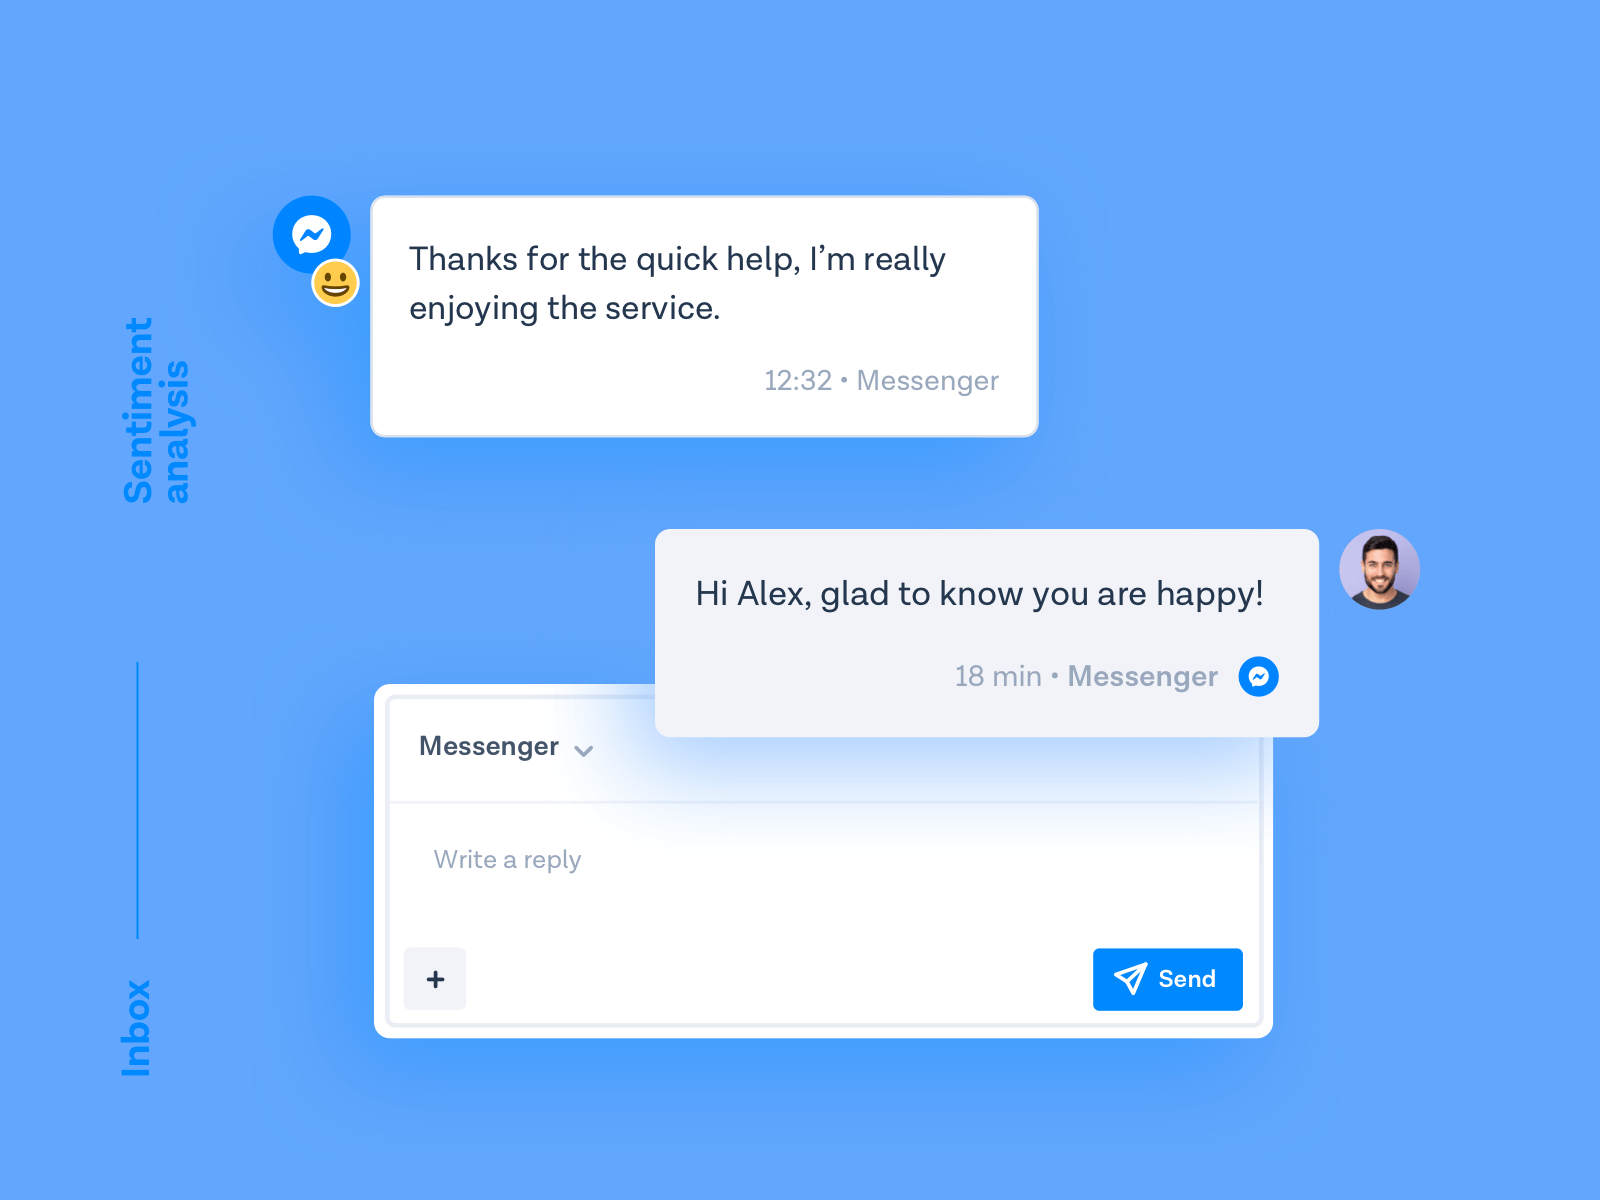 Thanks for the quick help, I’m really
enjoying the service.
12:32 • Messenger
Sentiment
analysis
Hi Alex, glad to know you are happy!
18 min • Messenger
Messenger
Write a reply
+
Send
Inbox